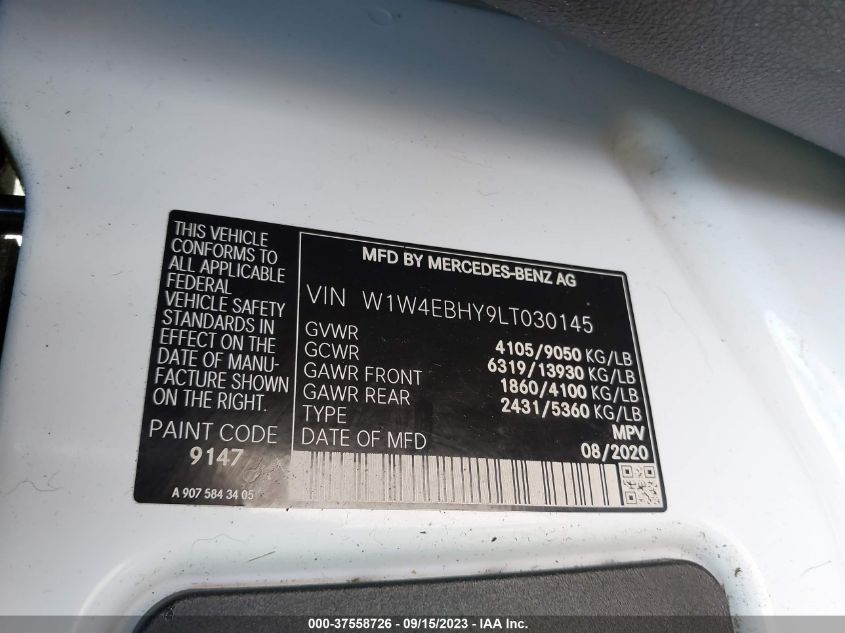 THIS VEHICLE
CONFORMS TO
ALL APPLICABLE
FEDERAL
VEHICLE SAFETY
STANDARDS IN
EFFECT ON THE
DATE OF MANU-
FACTURE SHOWN
ON THE RIGHT.
PAINT CODE
9147
A 907 584 34 05
MFD BY MERCEDES-BENZ AG
VIN W1W4EBHY9LT030145
GVWR 4105/9050 KG/LB
GCWR 6319/13930 KG/LB
GAWR FRONT 1860/4100 KG/LB
GAWR REAR 2431/5360 KG/LB
TYPE MPV
DATE OF MFD 08/2020
000-37558726 - 09/15/2023 - IAA Inc.